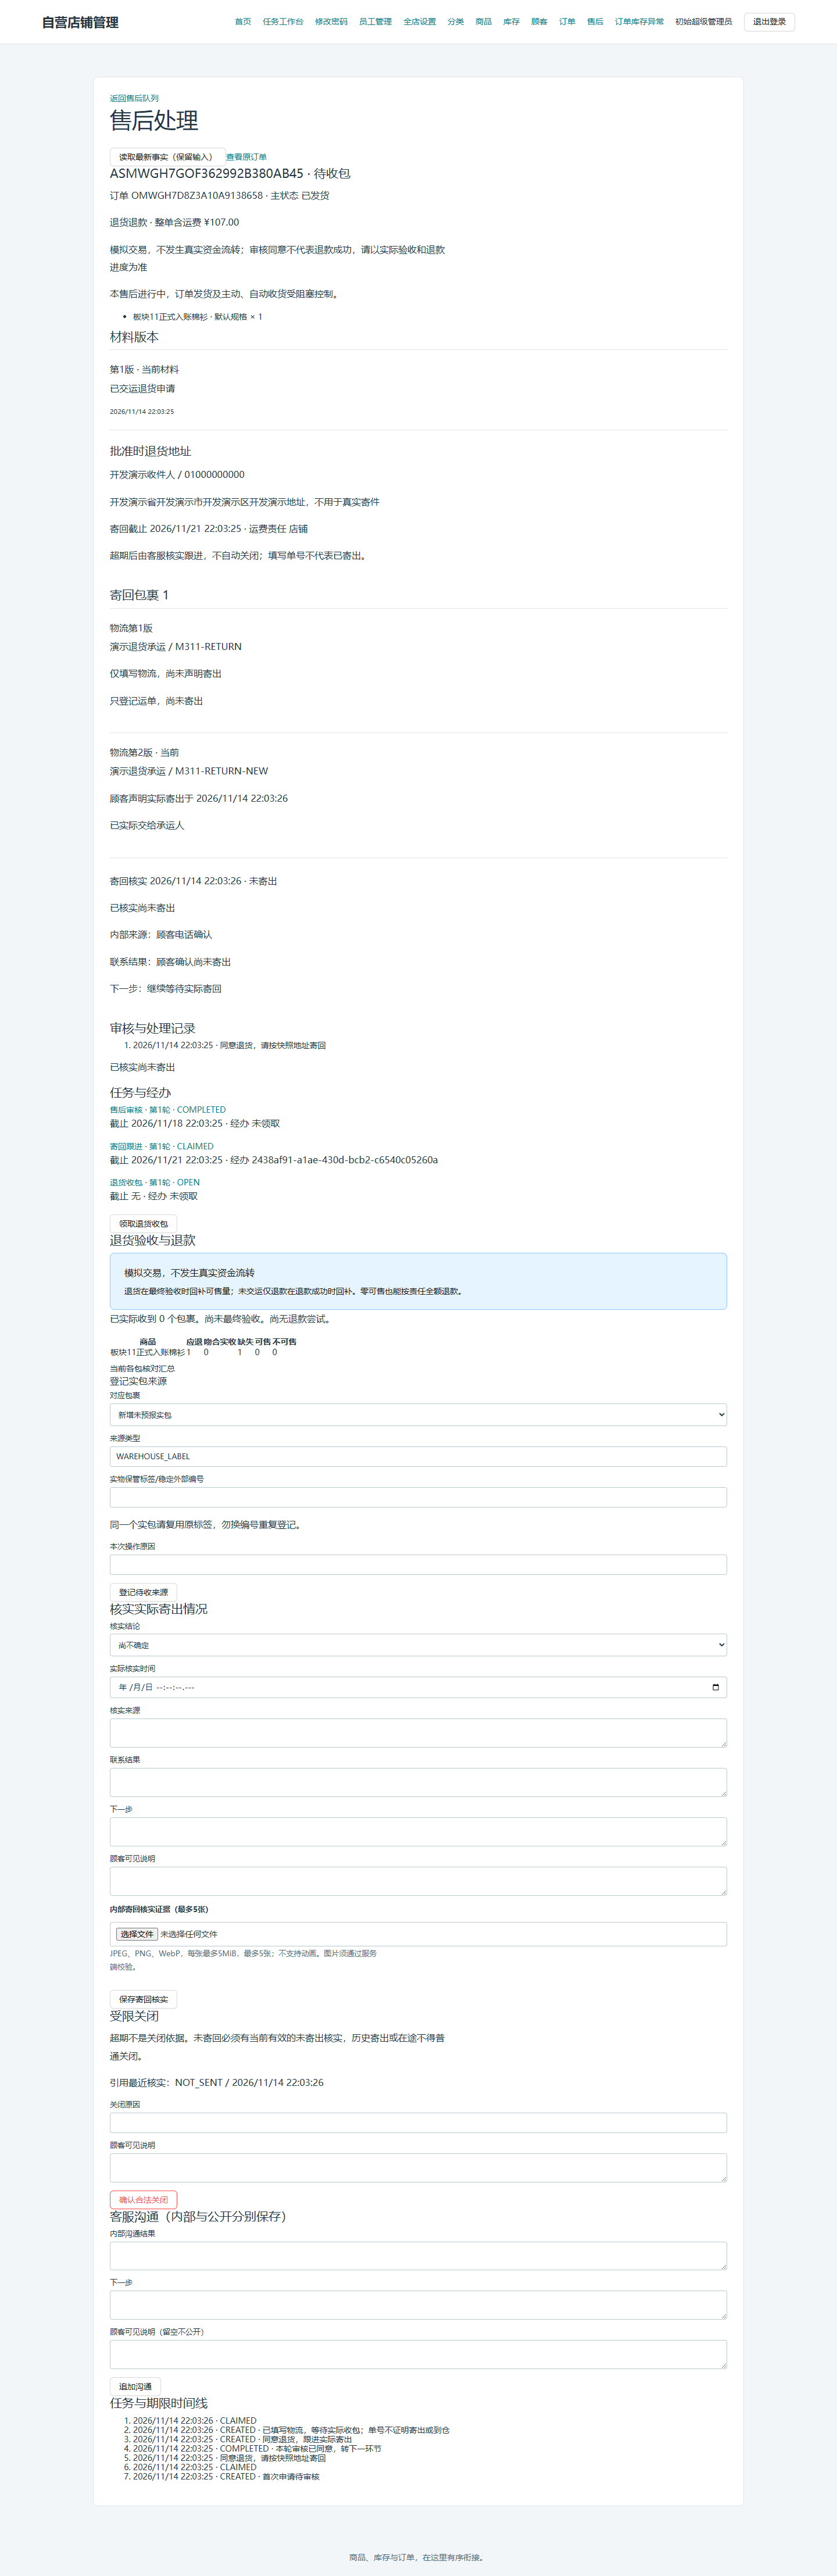 自营店铺管理
首页 任务工作台 修改密码 员工管理 全店设置 分类 商品 库存 顾客 订单 售后 订单库存异常 初始超级管理员 退出登录
返回售后队列
售后处理
读取最新事实（保留输入） 查看原订单
ASMWGH7GOF362992B380AB45 · 待收包
订单 OMWGH7D8Z3A10A9138658 · 主状态 已发货
退货退款 · 整单含运费 ¥107.00
模拟交易，不发生真实资金流转；审核同意不代表退款成功，请以实际验收和退款
进度为准
本售后进行中，订单发货及主动、自动收货受阻塞控制。
• 板块11正式入账棉衫 · 默认规格 × 1
材料版本
第1版 · 当前材料
已交运退货申请
2026/11/14 22:03:25
批准时退货地址
开发演示收件人 / 01000000000
开发演示省开发演示市开发演示区开发演示地址，不用于真实寄件
寄回截止 2026/11/21 22:03:25 · 运费责任 店铺
超期后由客服核实跟进，不自动关闭；填写单号不代表已寄出。
寄回包裹 1
物流第1版
演示退货承运 / M311-RETURN
仅填写物流，尚未声明寄出
只登记运单，尚未寄出
物流第2版 · 当前
演示退货承运 / M311-RETURN-NEW
顾客声明实际寄出于 2026/11/14 22:03:26
已实际交给承运人
寄回核实 2026/11/14 22:03:26 · 未寄出
已核实尚未寄出
内部来源：顾客电话确认
联系结果：顾客确认尚未寄出
下一步：继续等待实际寄回
审核与处理记录
1. 2026/11/14 22:03:25 · 同意退货，请按快照地址寄回
已核实尚未寄出
任务与经办
售后审核 · 第1轮 · COMPLETED
截止 2026/11/18 22:03:25 · 经办 未领取
寄回跟进 · 第1轮 · CLAIMED
截止 2026/11/21 22:03:25 · 经办 2438af91-a1ae-430d-bcb2-c6540c05260a
退货收包 · 第1轮 · OPEN
截止 无 · 经办 未领取
领取退货收包
退货验收与退款
模拟交易，不发生真实资金流转
退货在最终验收时回补可售量；未交运仅退款在退款成功时回补。零可售也能按责任全额退款。
已实际收到 0 个包裹。尚未最终验收。尚无退款尝试。
商品 应退 吻合实收 缺失 可售 不可售
板块11正式入账棉衫 1 0 1 0 0
当前各包核对汇总
登记实包来源
对应包裹
新增未预报实包
来源类型
WAREHOUSE_LABEL
实物保管标签/稳定外部编号
同一个实包请复用原标签，勿换编号重复登记。
本次操作原因
登记待收来源
核实实际寄出情况
核实结论
尚不确定
实际核实时间
年 /月/日 --:--:--.---
核实来源
联系结果
下一步
顾客可见说明
内部寄回核实证据（最多5张）
选择文件 未选择任何文件
JPEG、PNG、WebP，每张最多5MiB，最多5张；不支持动画。图片须通过服务
端校验。
保存寄回核实
受限关闭
超期不是关闭依据。未寄回必须有当前有效的未寄出核实，历史寄出或在途不得普
通关闭。
引用最近核实：NOT_SENT / 2026/11/14 22:03:26
关闭原因
顾客可见说明
确认合法关闭
客服沟通（内部与公开分别保存）
内部沟通结果
下一步
顾客可见说明（留空不公开）
追加沟通
任务与期限时间线
1. 2026/11/14 22:03:26 · CLAIMED
2. 2026/11/14 22:03:26 · CREATED · 已填写物流，等待实际收包；单号不证明寄出或到仓
3. 2026/11/14 22:03:25 · CREATED · 同意退货，跟进实际寄出
4. 2026/11/14 22:03:25 · COMPLETED · 本轮审核已同意，转下一环节
5. 2026/11/14 22:03:25 · 同意退货，请按快照地址寄回
6. 2026/11/14 22:03:25 · CLAIMED
7. 2026/11/14 22:03:25 · CREATED · 首次申请待审核
商品、库存与订单，在这里有序衔接。